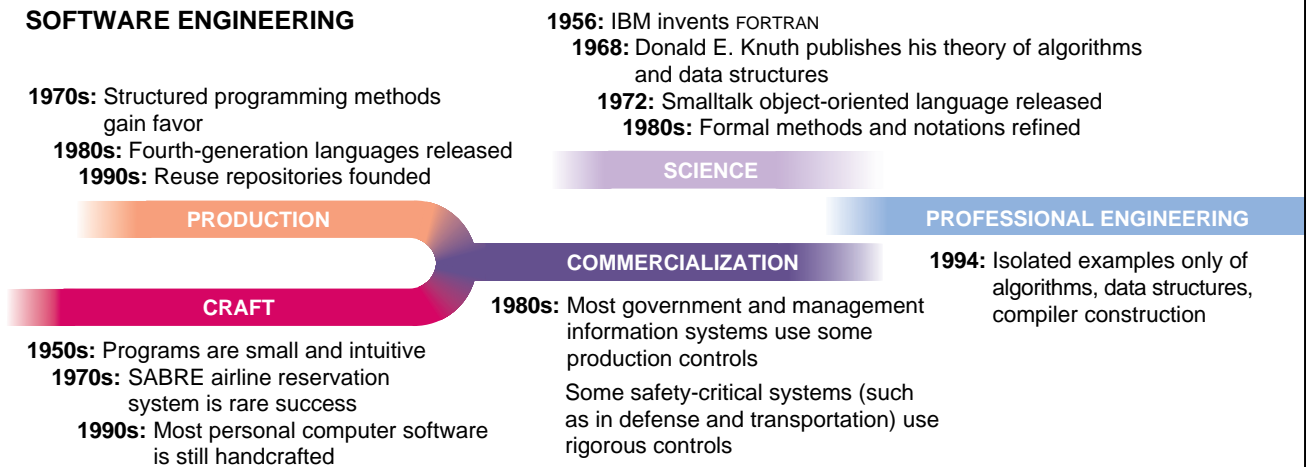 SOFTWARE ENGINEERING
1970s: Structured programming methods
gain favor
1980s: Fourth-generation languages released
1990s: Reuse repositories founded
PRODUCTION
CRAFT
1950s: Programs are small and intuitive
1970s: SABRE airline reservation
system is rare success
1990s: Most personal computer software
is still handcrafted
1956: IBM invents FORTRAN
1968: Donald E. Knuth publishes his theory of algorithms
and data structures
1972: Smalltalk object-oriented language released
1980s: Formal methods and notations refined
SCIENCE
COMMERCIALIZATION
1980s: Most government and management
information systems use some
production controls
Some safety-critical systems (such
as in defense and transportation) use
rigorous controls
PROFESSIONAL ENGINEERING
1994: Isolated examples only of
algorithms, data structures,
compiler construction